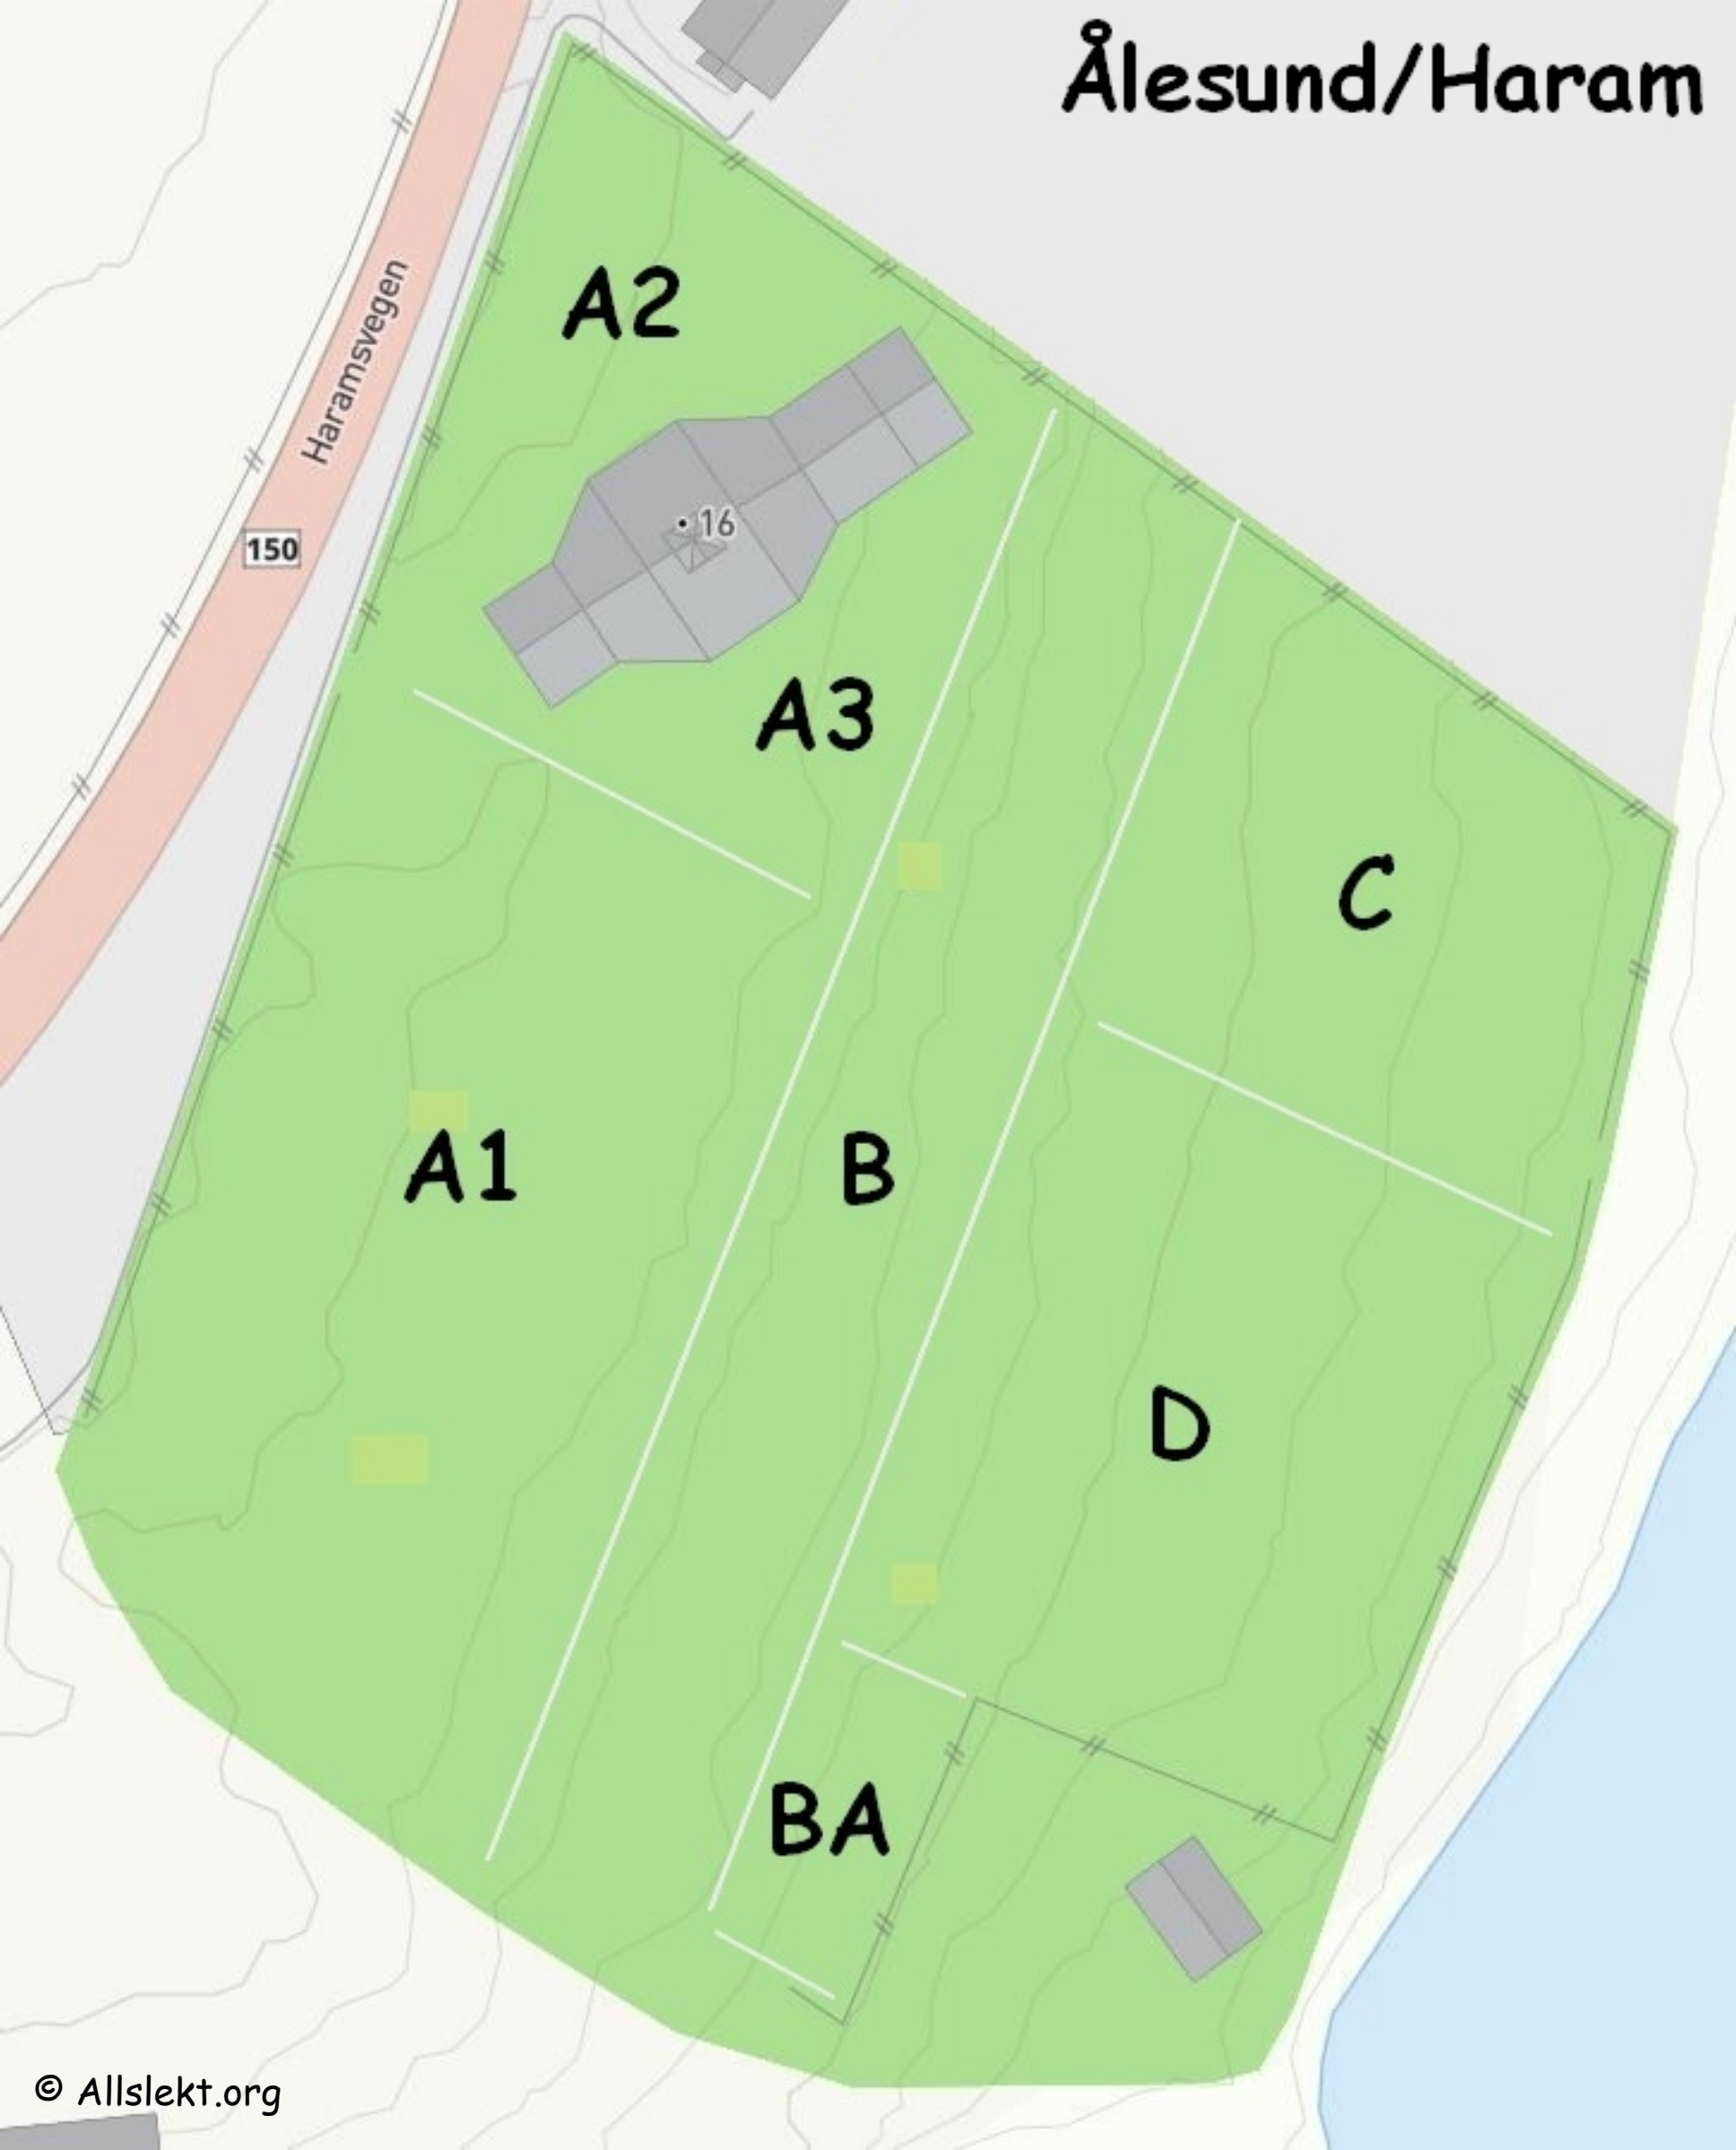 Ålesund/Haram
A2
Haramsvegen
16
150
A3
C
A1
B
D
BA
© Allslekt.org